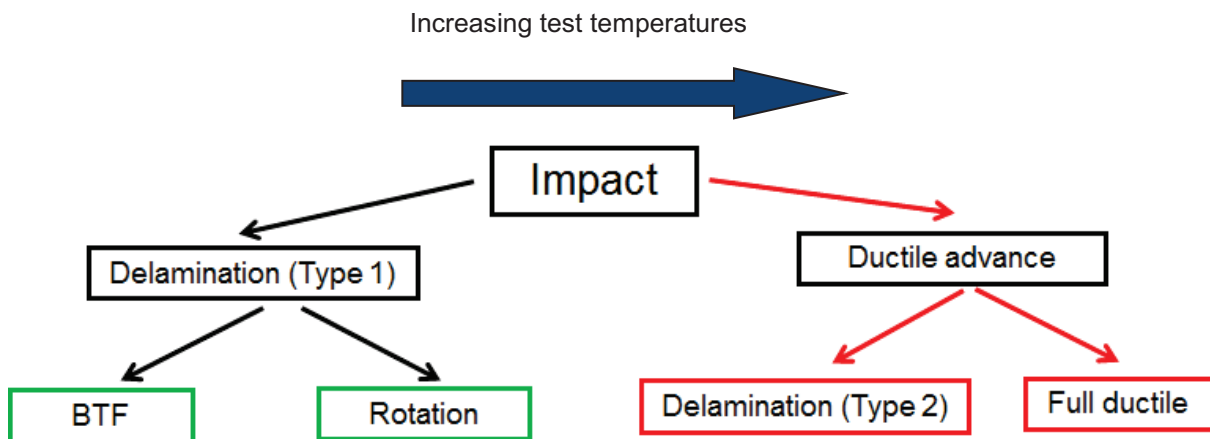 Increasing test temperatures
Impact
Delamination (Type 1)
Ductile advance
BTF
Rotation
Delamination (Type 2)
Full ductile